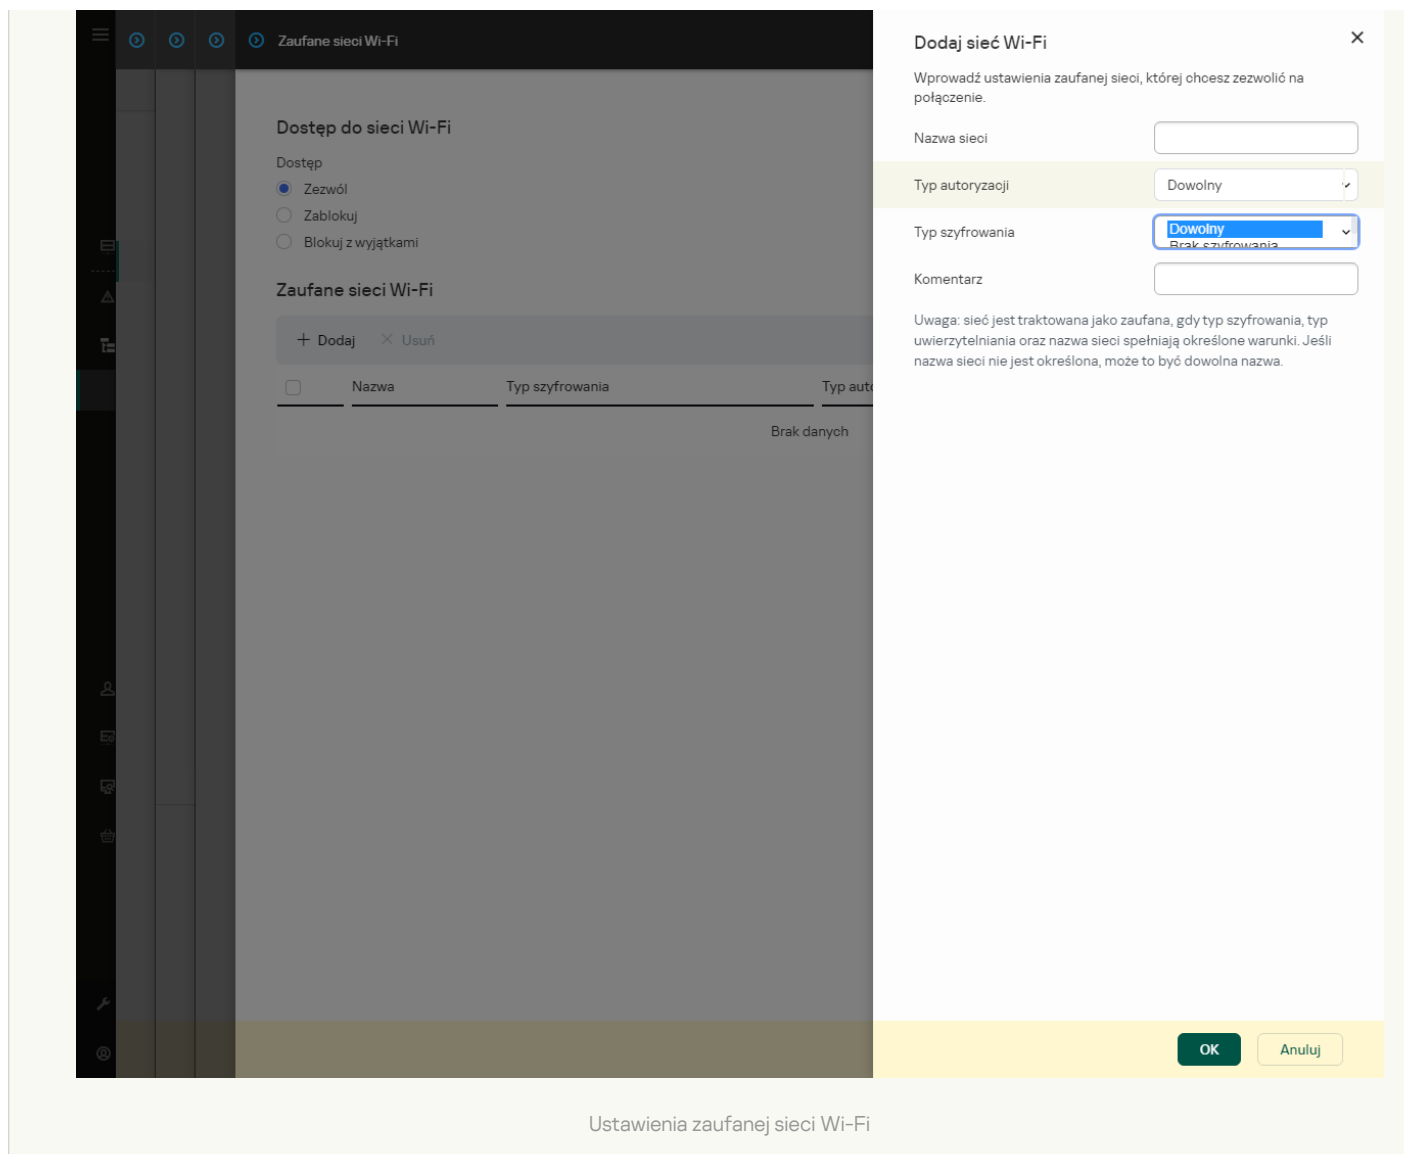 Zaufane sieci Wi-Fi
Dostęp do sieci Wi-Fi
Dostęp
Zezwól
Zablokuj
Blokuj z wyjątkami
Zaufane sieci Wi-Fi
Dodaj Usuń
Nazwa Typ szyfrowania Typ auto
Brak danych
Dodaj sieć Wi-Fi
Wprowadź ustawienia zaufanej sieci, której chcesz zezwolić na
połączenie.
Nazwa sieci
Typ autoryzacji Dowolny
Typ szyfrowania Dowolny
Brak szyfrowania
Komentarz
Uwaga: sieć jest traktowana jako zaufana, gdy typ szyfrowania, typ
uwierzytelniania oraz nazwa sieci spełniają określone warunki. Jeśli
nazwa sieci nie jest określona, może to być dowolna nazwa.
OK Anuluj
Ustawienia zaufanej sieci Wi-Fi